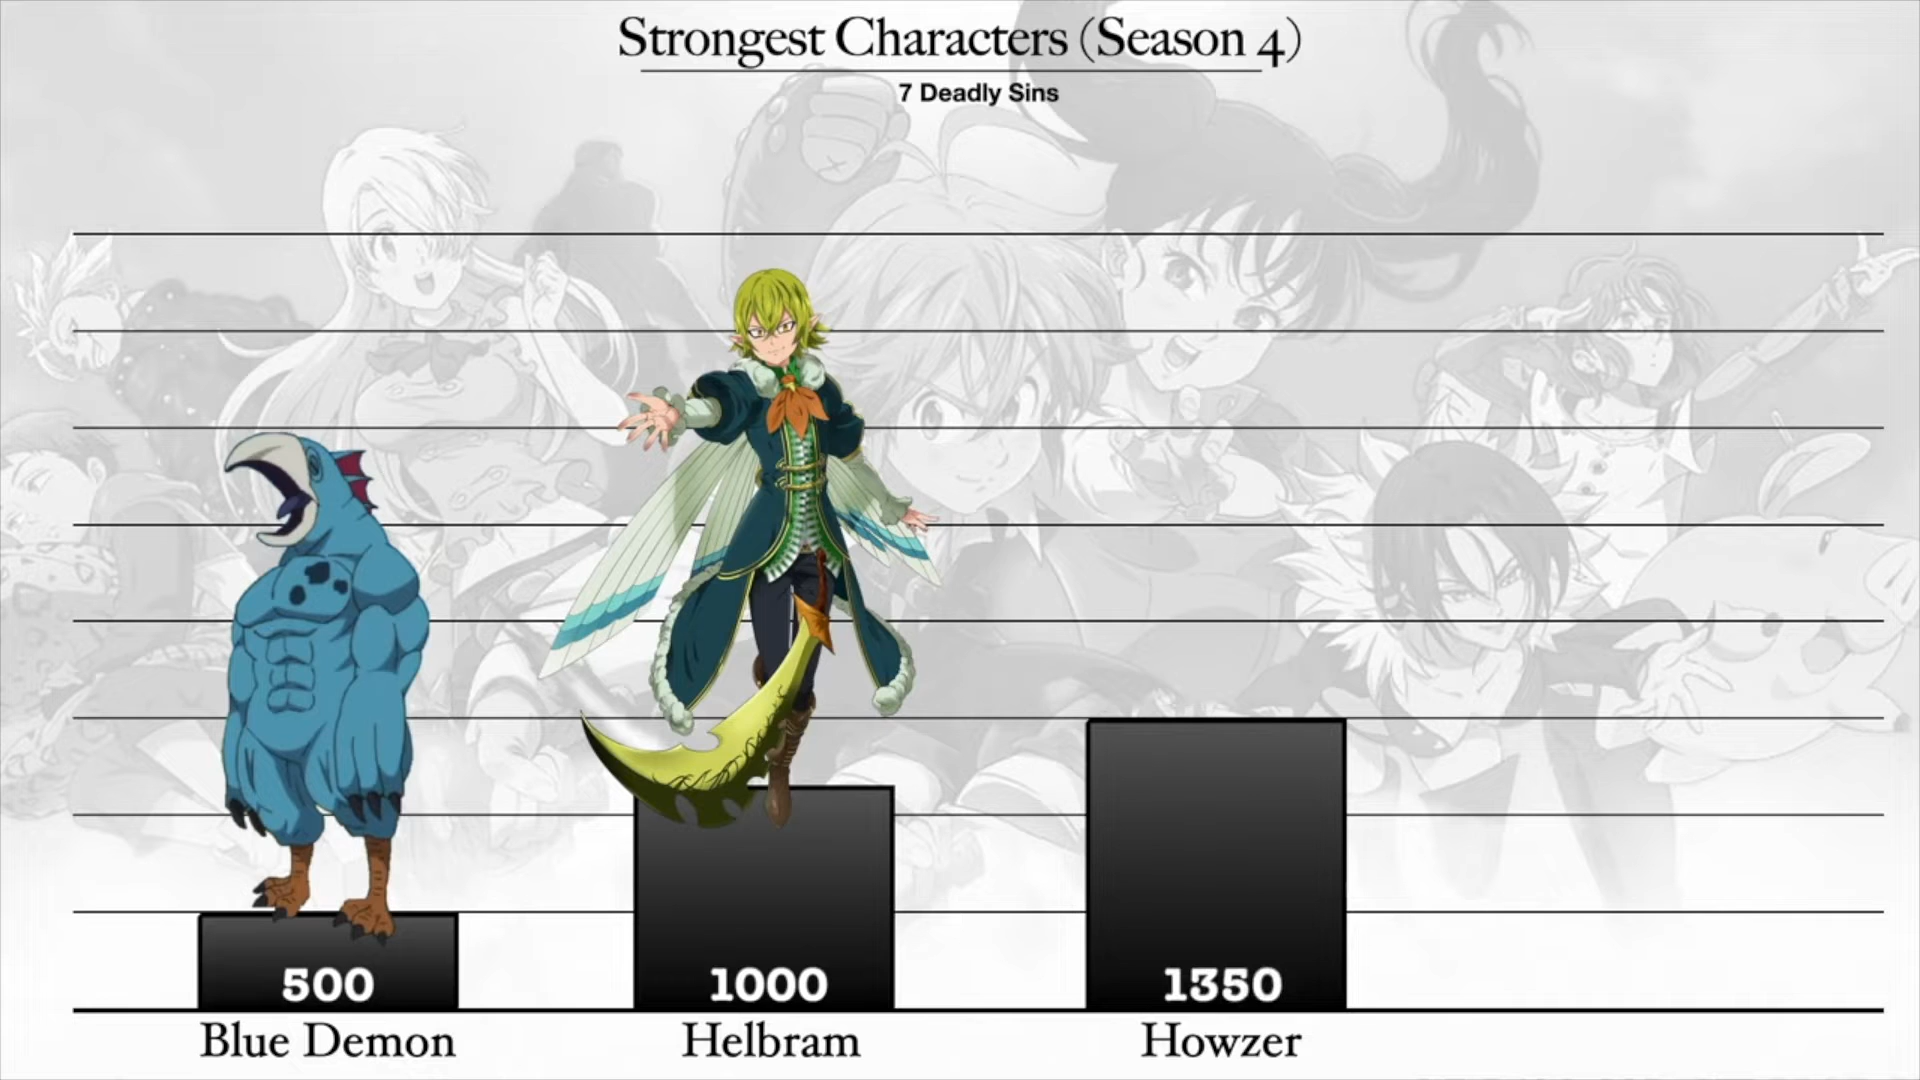 Strongest Characters (Season 4)
7 Deadly Sins
500
1000
1350
Blue Demon
Helbram
Howzer